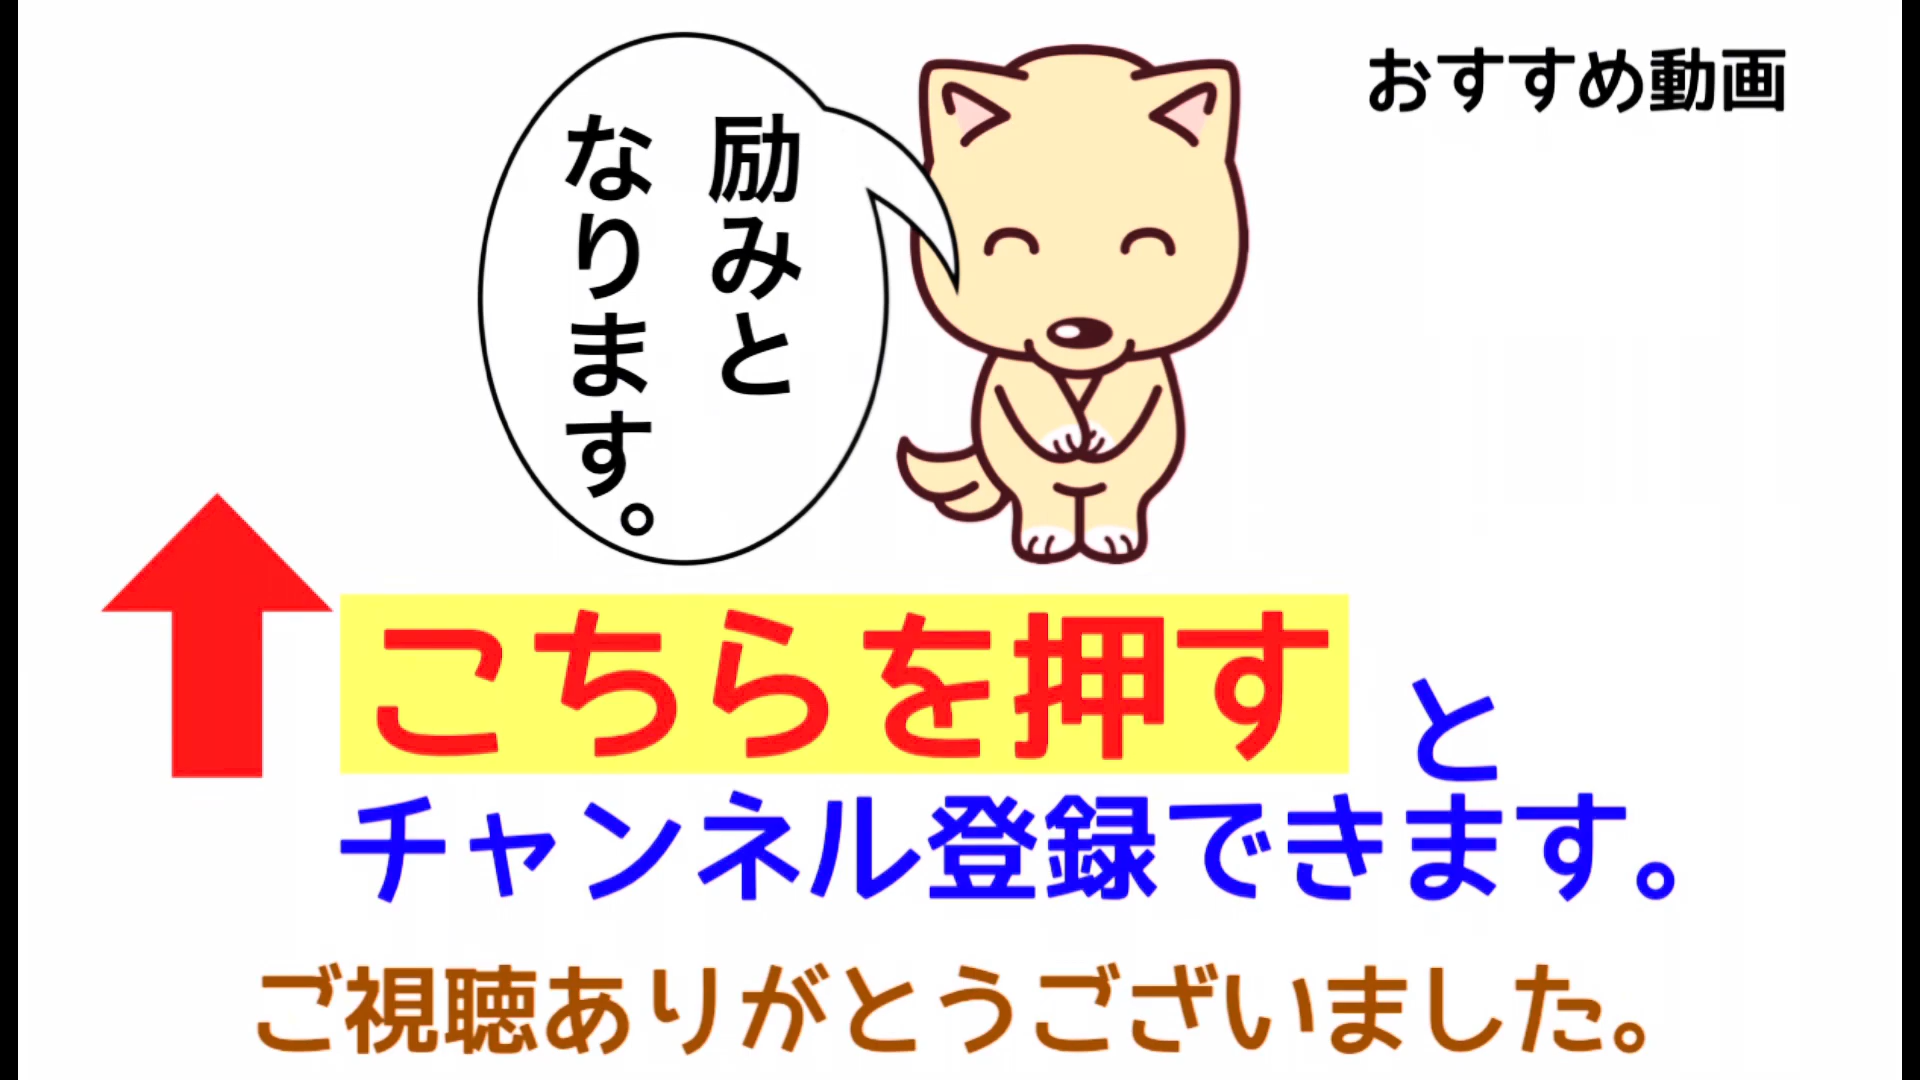 励みと
なります。
おすすめ動画
こちらを押すと
チャンネル登録できます。
ご視聴ありがとうございました。